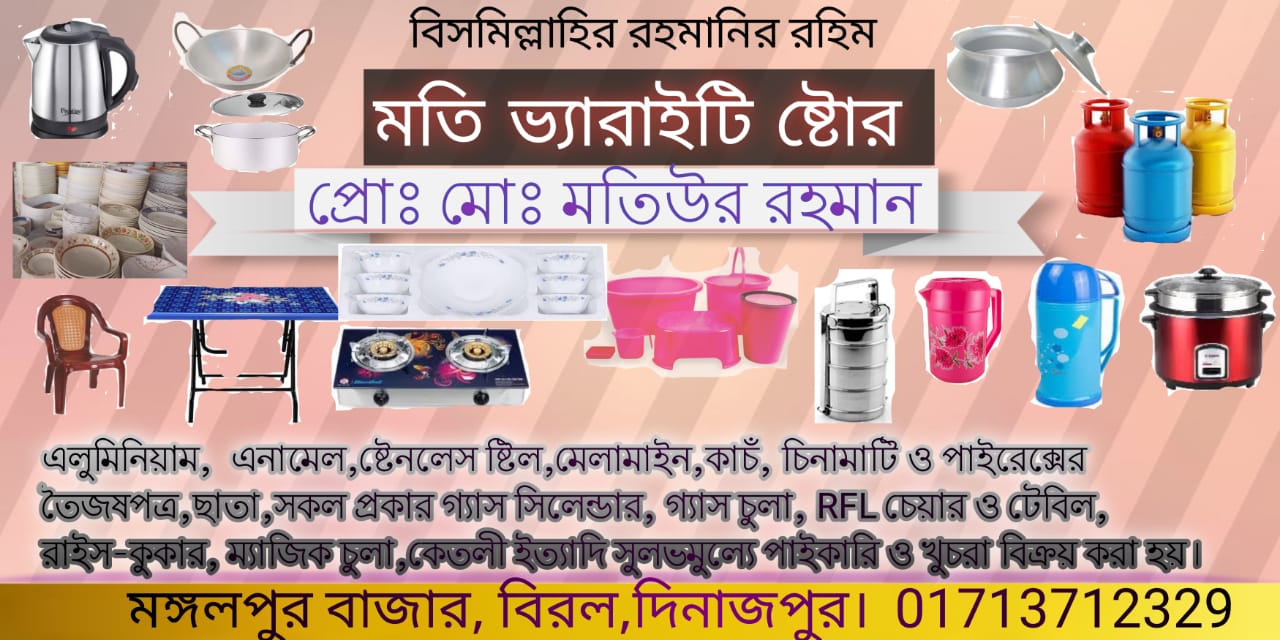 বিসমিল্লাহির রহমানির রহিম
মতি ভ্যারাইটি ষ্টোর
প্রোঃ মোঃ মতিউর রহমান
Prestige
এলুমিনিয়াম, এনামেল,ষ্টেনলেস ষ্টিল,মেলামাইন,কাচঁ, চিনামাটি ও পাইরেক্সের
তৈজষপত্র,ছাতা,সকল প্রকার গ্যাস সিলেন্ডার, গ্যাস চুলা, RFL চেয়ার ও টেবিল,
রাইস-কুকার, ম্যাজিক চুলা,কেতলী ইত্যাদি সুলভমুল্যে পাইকারি ও খুচরা বিক্রয় করা হয়।
মঙ্গলপুর বাজার, বিরল,দিনাজপুর। 01713712329